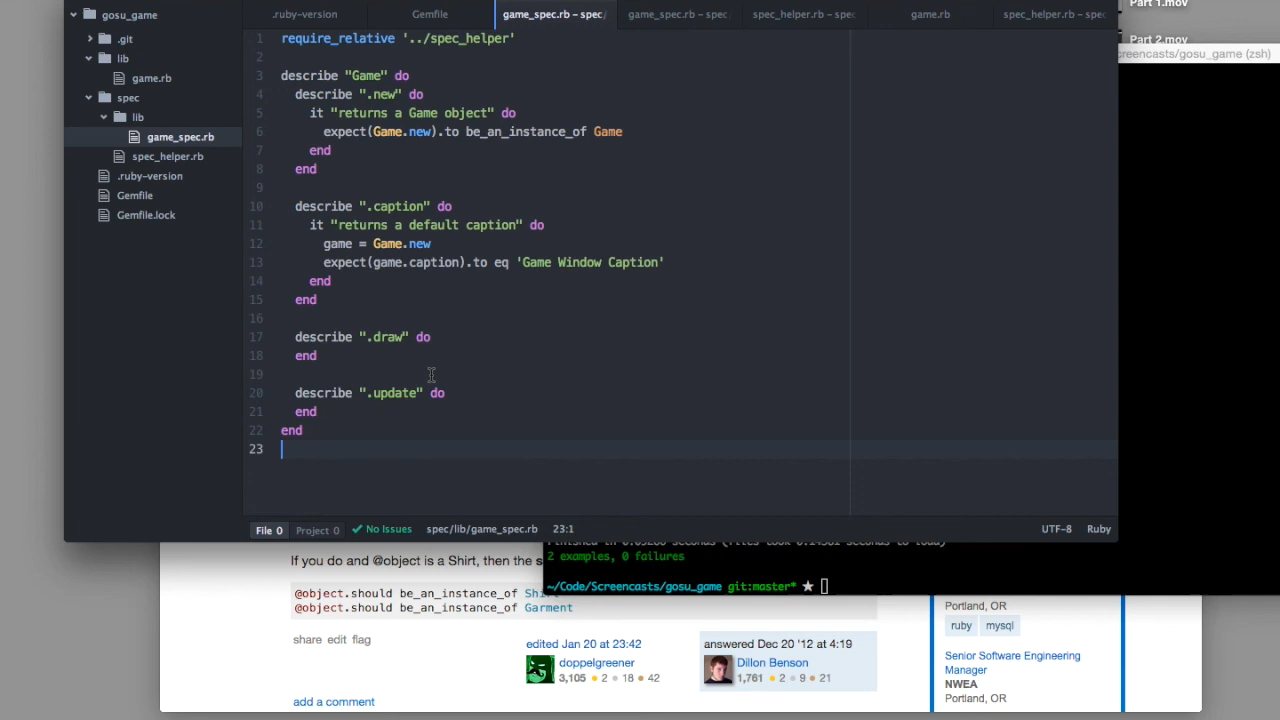 gosu_game
.git
lib
game.rb
spec
lib
game_spec.rb
spec_helper.rb
.ruby-version
Gemfile
Gemfile.lock
.ruby-version
Gemfile
game_spec.rb – spec/
game_spec.rb – spec
spec_helper.rb – spe
game.rb
spec_helper.rb – spe
1 require_relative '../spec_helper'
2
3 describe "Game" do
4 describe ".new" do
5 it "returns a Game object" do
6 expect(Game.new).to be_an_instance_of Game
7 end
8 end
9
10 describe ".caption" do
11 it "returns a default caption" do
12 game = Game.new
13 expect(game.caption).to eq 'Game Window Caption'
14 end
15 end
16
17 describe ".draw" do
18 end
19
20 describe ".update" do
21 end
22 end
23
File 0 Project 0 No Issues spec/lib/game_spec.rb 23:1 UTF-8 Ruby
Part 1.mov
Part 2.mov
Screencasts/gosu_game (zsh)
2 examples, 0 failures
~/Code/Screencasts/gosu_game git:master* ★
If you do and @object is a Shirt, then the s
@object.should be_an_instance_of Shi
@object.should be_an_instance_of Garment
share edit flag
edited Jan 20 at 23:42
doppelgreener
3,105 2 18 42
answered Dec 20 '12 at 4:19
Dillon Benson
1,761 2 9 21
add a comment
Portland, OR
ruby mysql
Senior Software Engineering
Manager
NWEA
Portland, OR